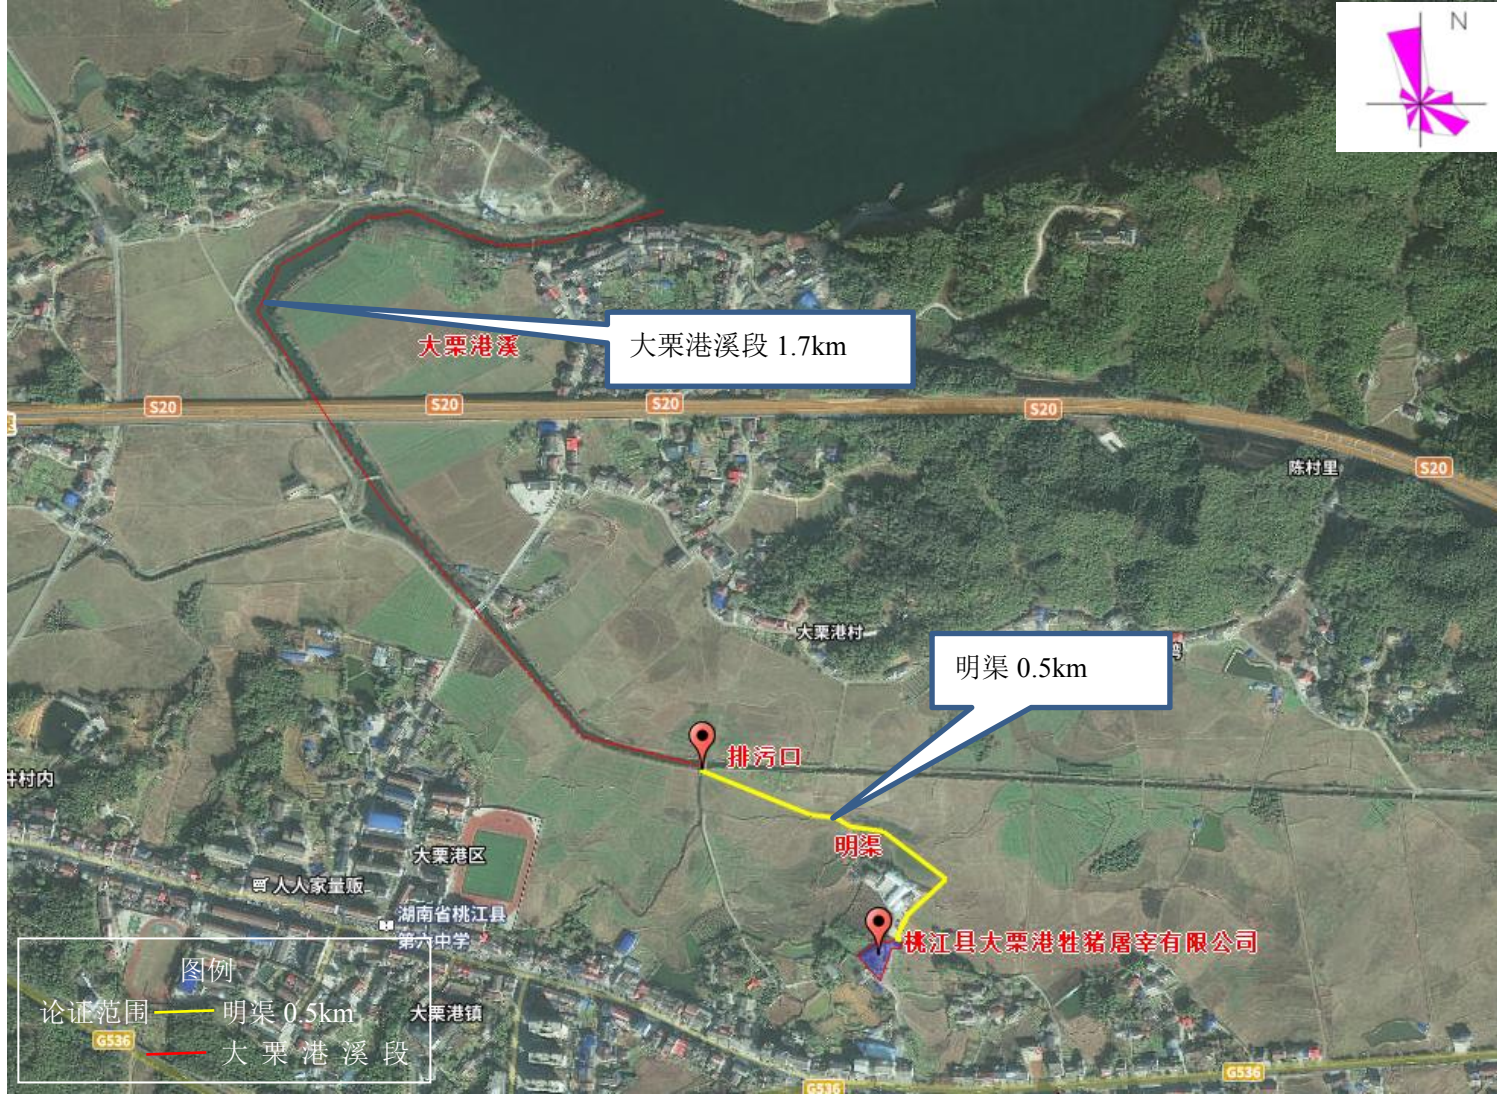 N
大栗港溪段 1.7km
大栗港溪
S20
S20
S20
S20
S20
陈村里
大栗港村
明渠 0.5km
排污口
井村内
明渠
大栗港区
人人家量贩
湖南省桃江县
第六中学
桃江县大栗港牲猪屠宰有限公司
图例
论证范围 明渠 0.5km
大栗港镇
G536
大 栗 港 溪 段
G536
G536